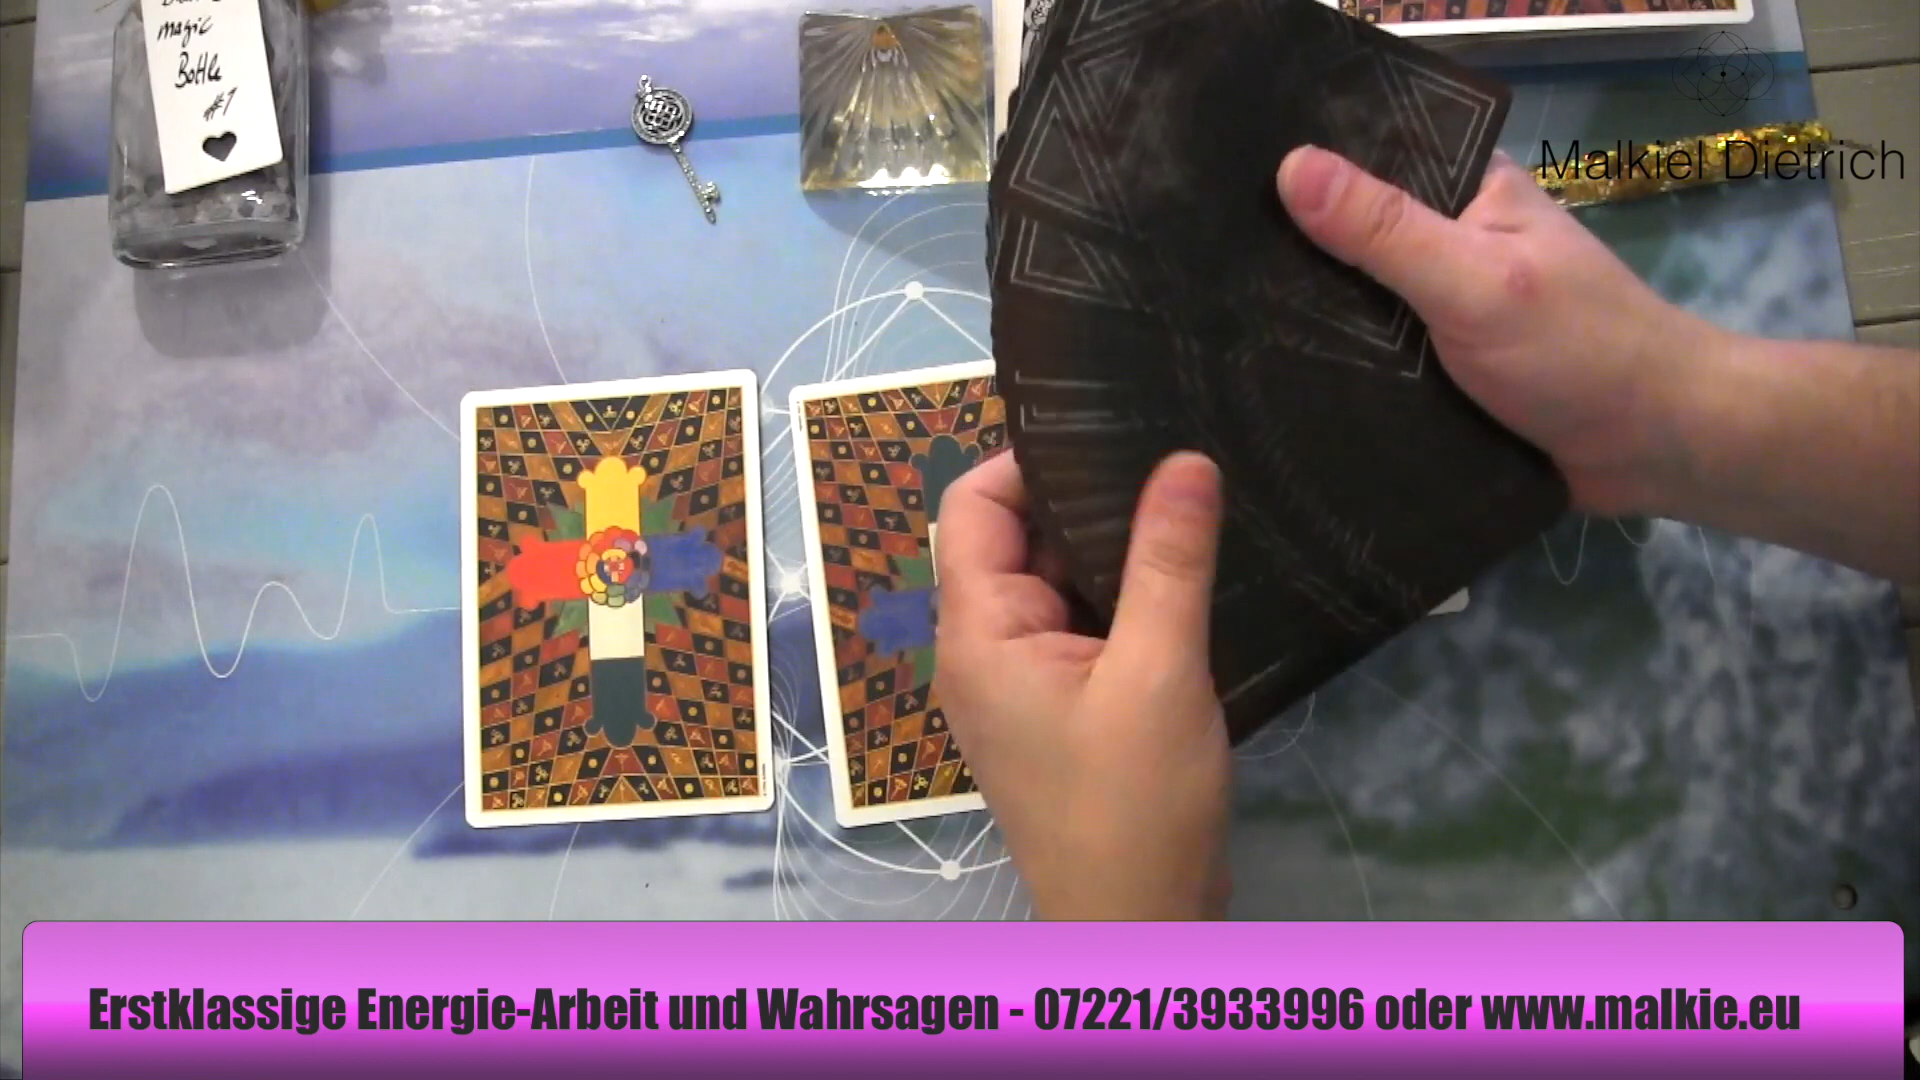 magic
Bottle
#1
Malkiel Dietrich
Erstklassige Energie-Arbeit und Wahrsagen - 07221/3933996 oder www.malkie.eu